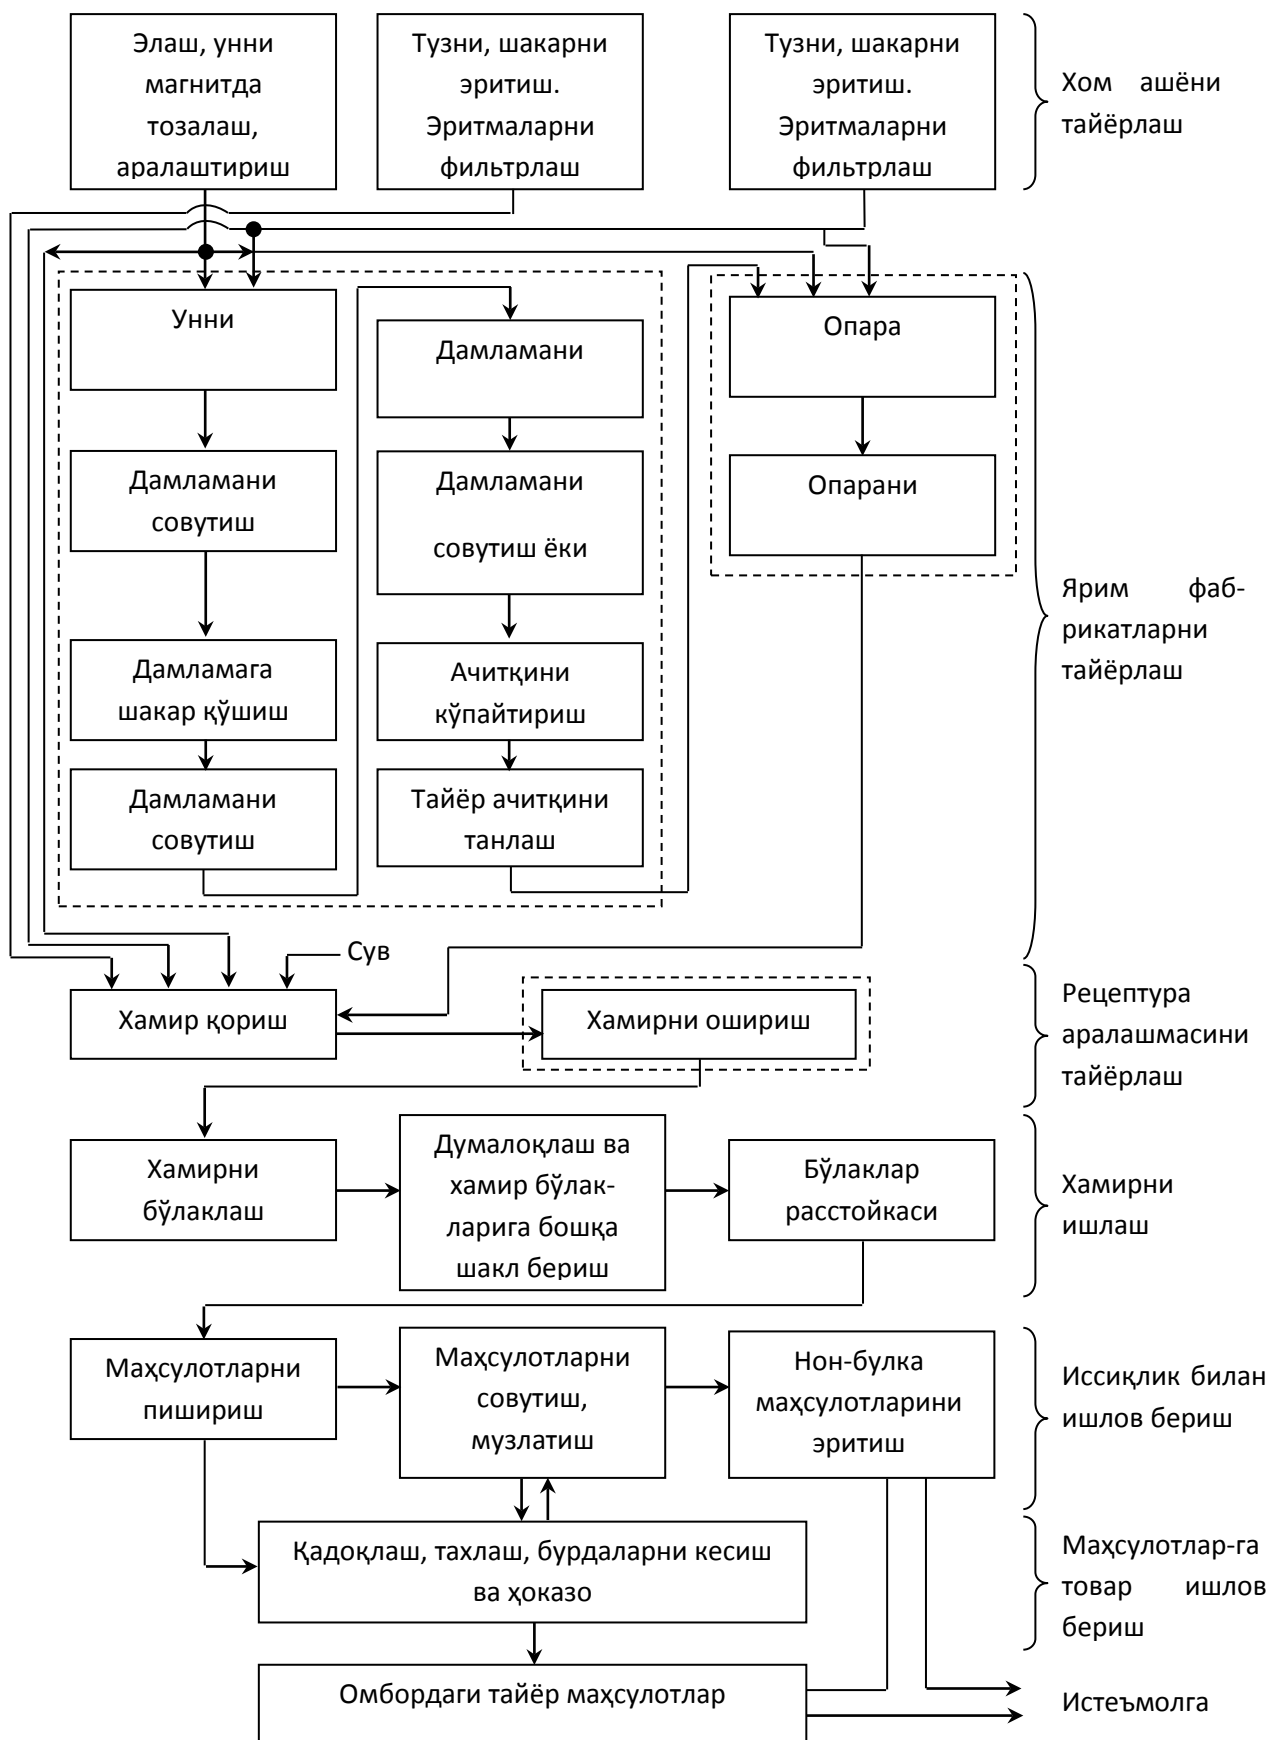 Элаш, унни
магнитда
тозалаш,
аралаштириш
Тузни, шакарни
эритиш.
Эритмаларни
фильтрлаш
Тузни, шакарни
эритиш.
Эритмаларни
фильтрлаш
Хом ашёни
тайёрлаш
Унни
Дамламани
совутиш
Дамламага
шакар қўшиш
Дамламани
совутиш
Дамламани
Дамламани
совутиш ёки
Ачитқини
кўпайтириш
Тайёр ачитқини
танлаш
Опара
Опарани
Ярим фаб-
рикатларни
тайёрлаш
Сув
Хамир қориш
Хамирни ошириш
Рецептура
аралашмасини
тайёрлаш
Хамирни
бўлаклаш
Думалоқлаш ва
хамир бўлак-
ларига бошқа
шакл бериш
Бўлаклар
расстойкаси
Хамирни
ишлаш
Маҳсулотларни
пишириш
Маҳсулотларни
совутиш,
музлатиш
Нон-булка
маҳсулотларини
эритиш
Иссиқлик билан
ишлов бериш
Қадоқлаш, тахлаш, бурдаларни кесиш
ва ҳоказо
Маҳсулотлар-га
товар ишлов
бериш
Омбордаги тайёр маҳсулотлар
Истеъмолга